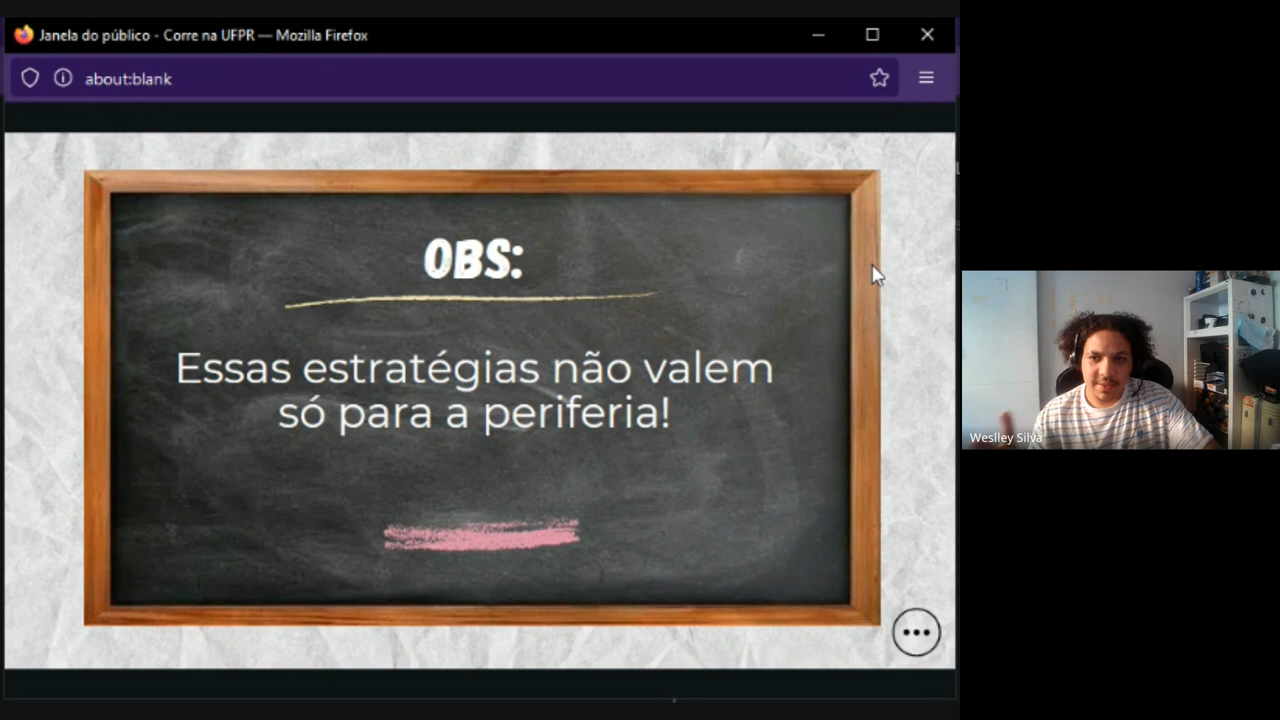 Janela do público - Corre na UFPR — Mozilla Firefox
about:blank
OBS:
Essas estratégias não valem
só para a periferia!
Weslley Silva